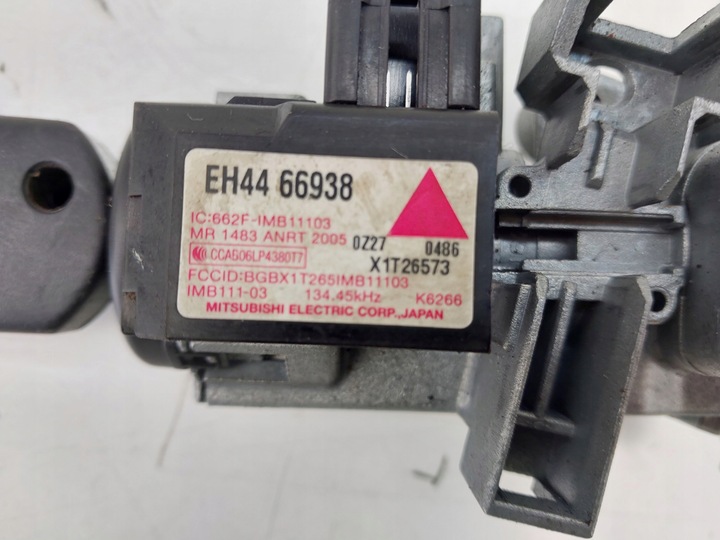 EH44 66938
IC:662F-IMB11103
MR 1483 ANRT 2005 0Z27 0486
CCAB06LP4380T7 X1T26573
FCCID:BGBX1T265IMB11103
IMB111-03 134.45kHz K6266
MITSUBISHI ELECTRIC CORP.,JAPAN